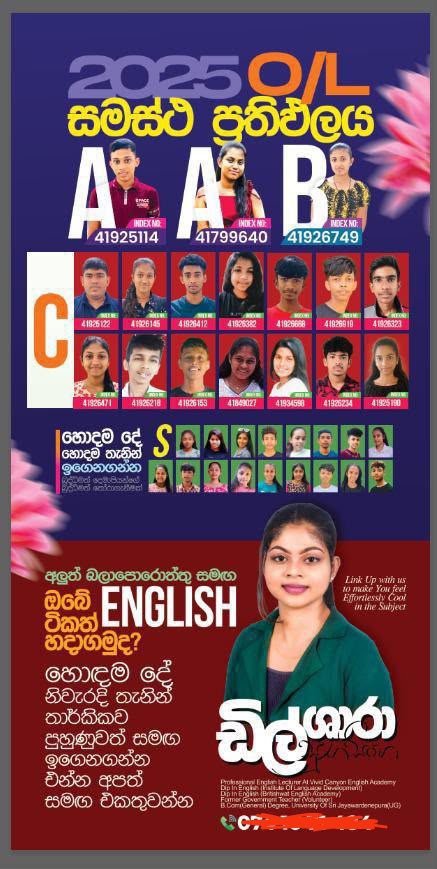 2025 O/L
සමස්ථ ප්‍රතිඵලය
A A B
INDEX NO: INDEX NO: INDEX NO:
41925114 41799640 41926749
C
41925122 41926145 41926412 41926382 41926668 41926919 41926323
41926471 41926218 41926153 41849027 41934598 41926234 41926190
හොඳම දේ
හොඳම තැනින්
ඉගෙනගන්න
S
අලුත් බලාපොරොත්තු සමඟ
ඔබේ
ටිකත්
හදාගමුද?
ENGLISH
Link Up with us
to make You feel
Effortlessly Cool
in the Subject
හොඳම දේ
නිවැරදි තැනින්
තාර්කිකව
පුහුණුවත් සමඟ
ඉගෙනගන්න
එන්න අපත්
සමඟ එකතුවන්න
ඩිල්ශාරා
Professional English Lecturer At Vivid Canyon English Academy
Dip In English (Institute Of Language Development)
Dip In English (Britishwat English Academy)
Former Government Teacher (Volunteer)
B.Com(General) Degree, University Of Sri Jayawardenepura(UG)